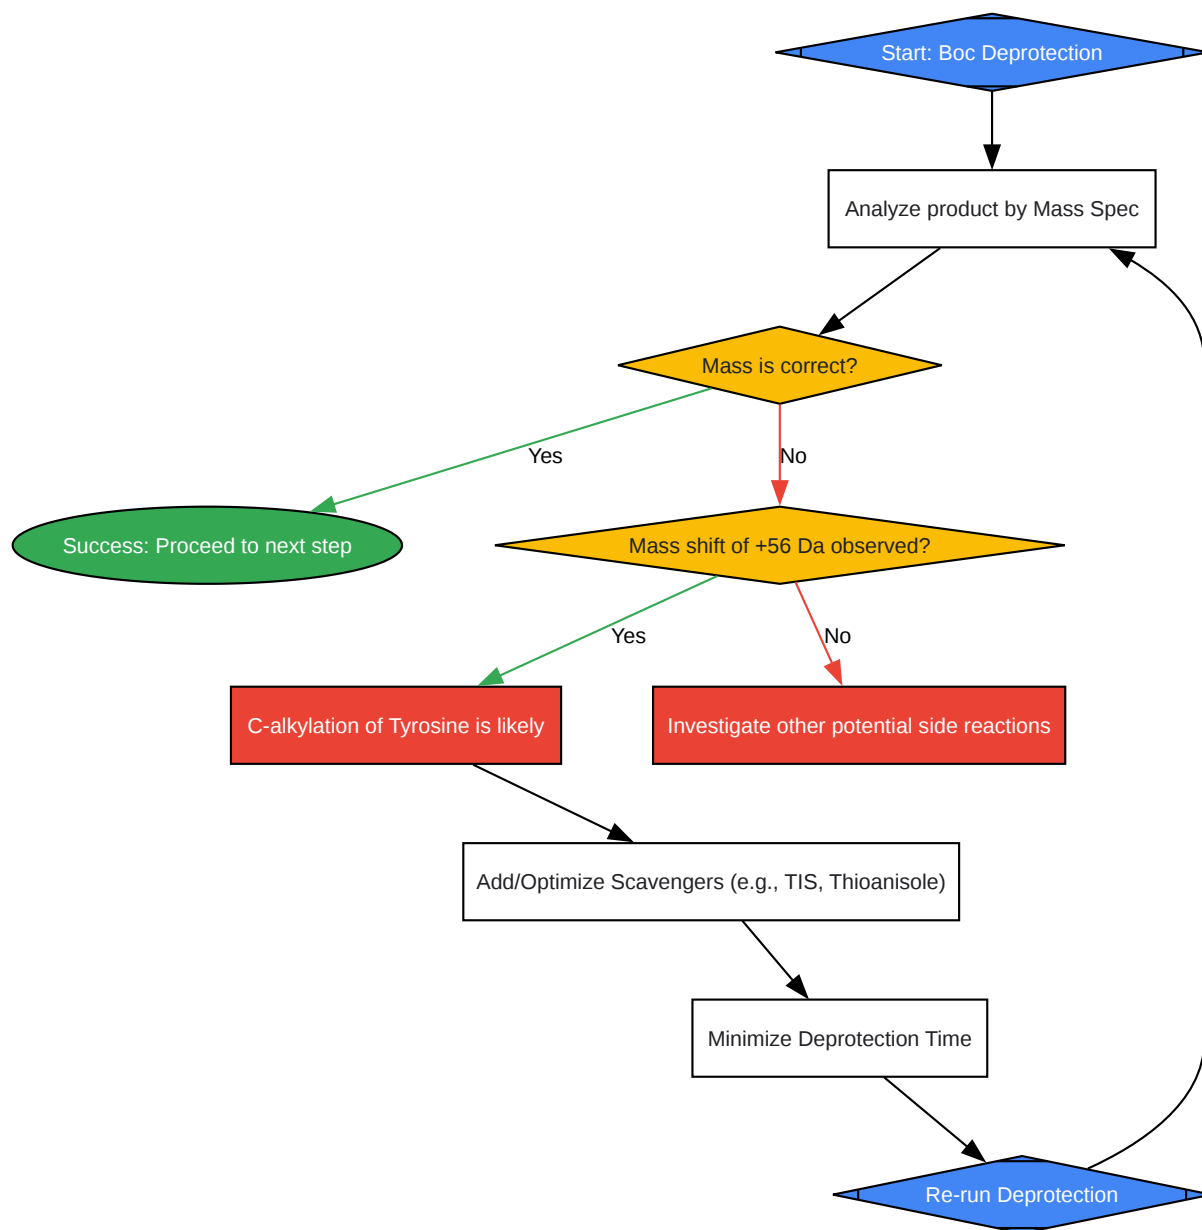 Start: Boc Deprotection
Analyze product by Mass Spec
Mass is correct?
Yes
No
Success: Proceed to next step
Mass shift of +56 Da observed?
Yes
No
C-alkylation of Tyrosine is likely
Investigate other potential side reactions
Add/Optimize Scavengers (e.g., TIS, Thioanisole)
Minimize Deprotection Time
Re-run Deprotection